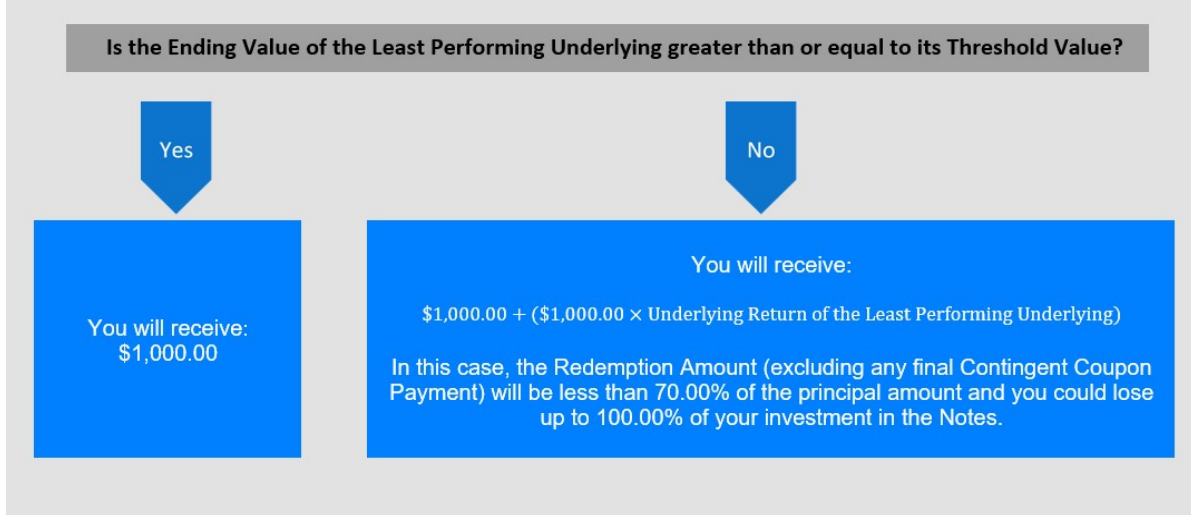 Is the Ending Value of the Least Performing Underlying greater than or equal to its Threshold Value?
Yes
No
You will receive:
$1,000.00
You will receive:
$1,000.00 + ($1,000.00 × Underlying Return of the Least Performing Underlying)
In this case, the Redemption Amount (excluding any final Contingent Coupon
Payment) will be less than 70.00% of the principal amount and you could lose
up to 100.00% of your investment in the Notes.